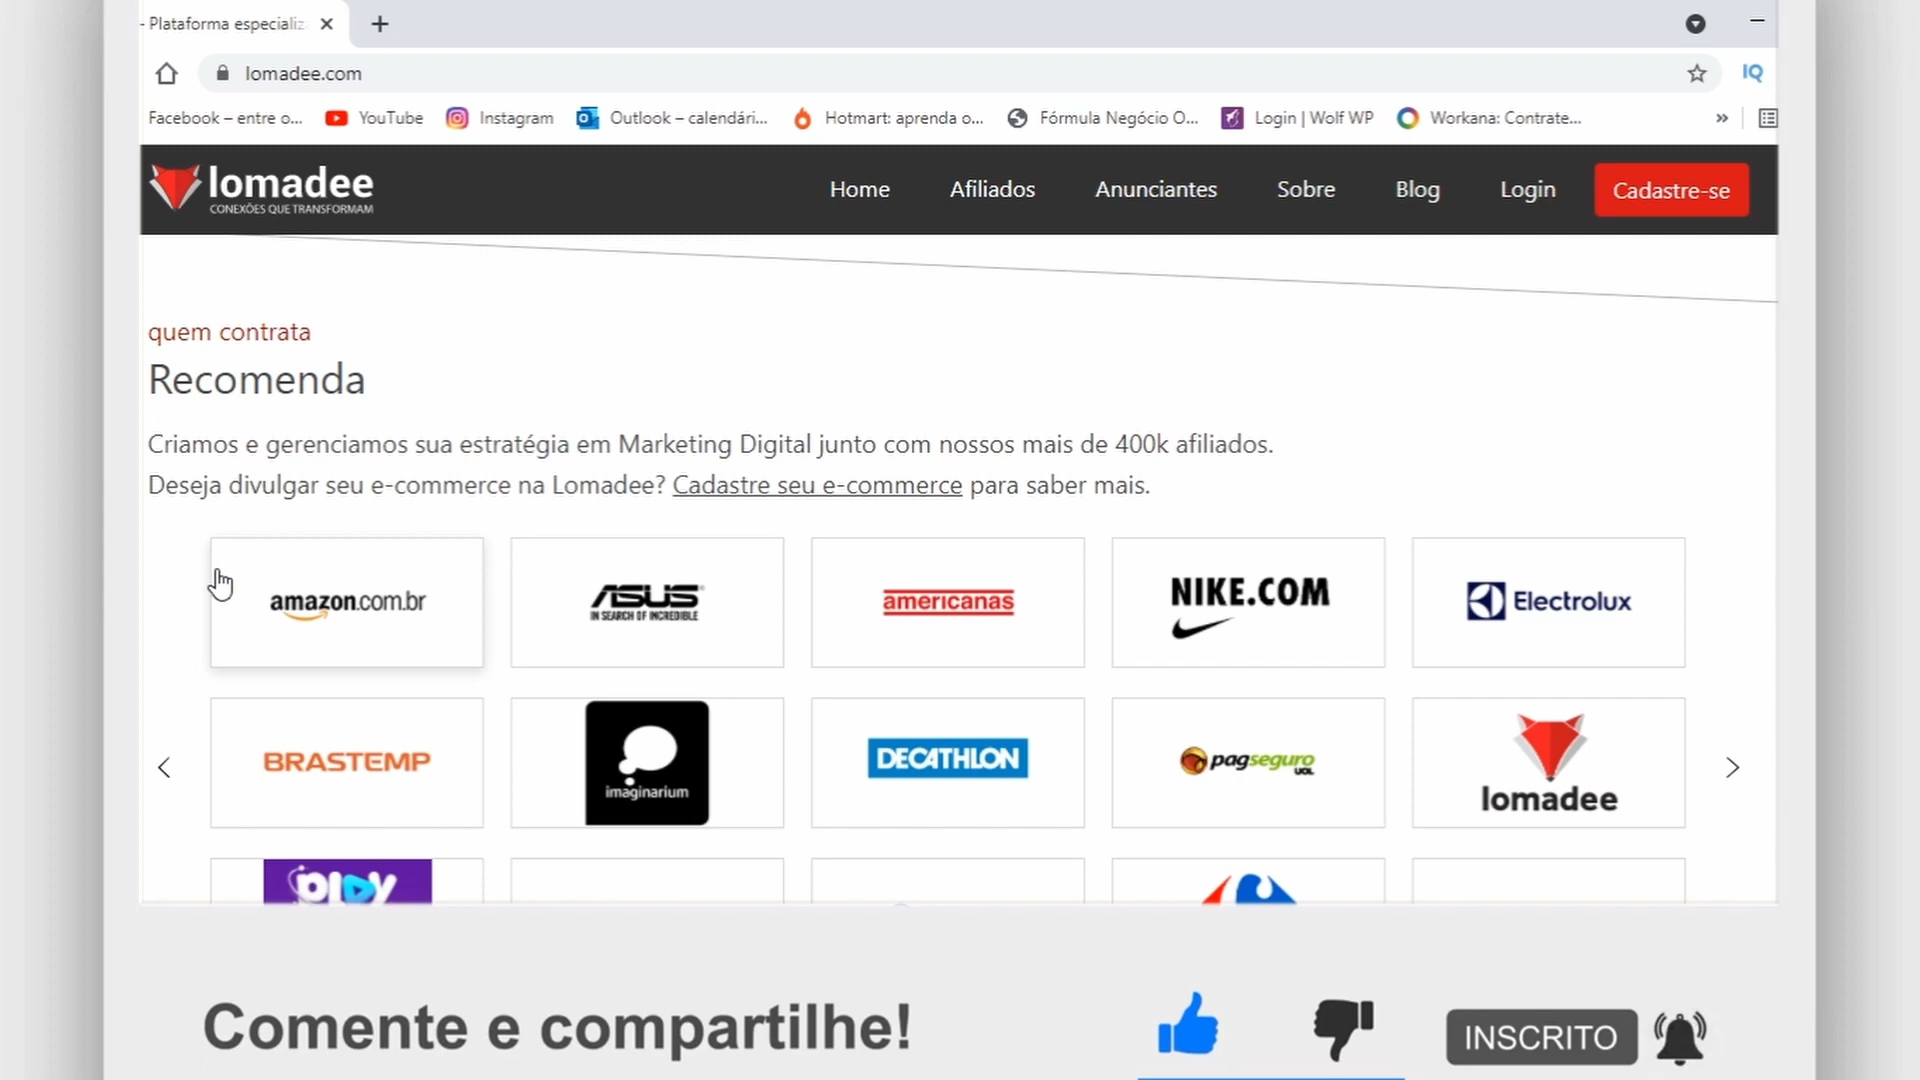 - Plataforma especializ
lomadee.com
IQ
Facebook – entre o...
YouTube
Instagram
Outlook – calendári...
Hotmart: aprenda o...
Fórmula Negócio O...
Login | Wolf WP
Workana: Contrate...
»
lomadee
CONEXÕES QUE TRANSFORMAM
Home
Afiliados
Anunciantes
Sobre
Blog
Login
Cadastre-se
quem contrata
Recomenda
Criamos e gerenciamos sua estratégia em Marketing Digital junto com nossos mais de 400k afiliados.
Deseja divulgar seu e-commerce na Lomadee? Cadastre seu e-commerce para saber mais.
amazon.com.br
ASUS
IN SEARCH OF INCREDIBLE
americanas
NIKE.COM
Electrolux
BRASTEMP
imaginarium
DECATHLON
pagseguro
UOL
lomadee
play
Comente e compartilhe!
INSCRITO